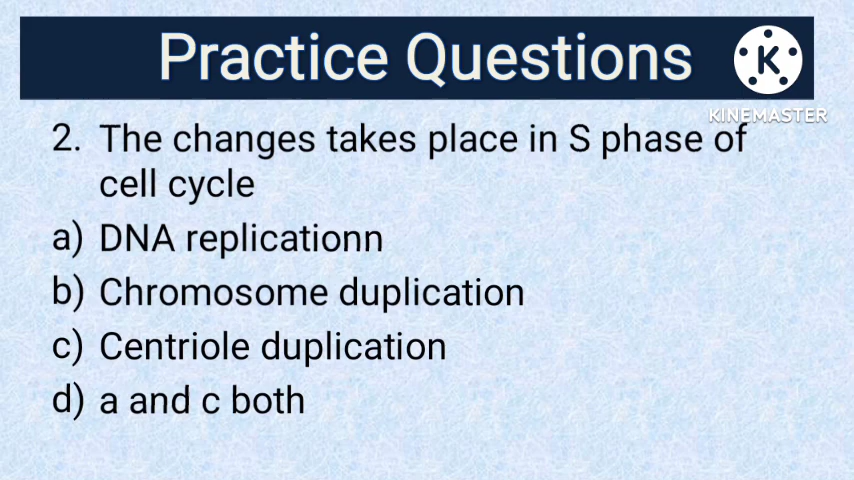 Practice Questions
K
KINEMASTER
2. The changes takes place in S phase of
cell cycle
a) DNA replicationn
b) Chromosome duplication
c) Centriole duplication
d) a and c both